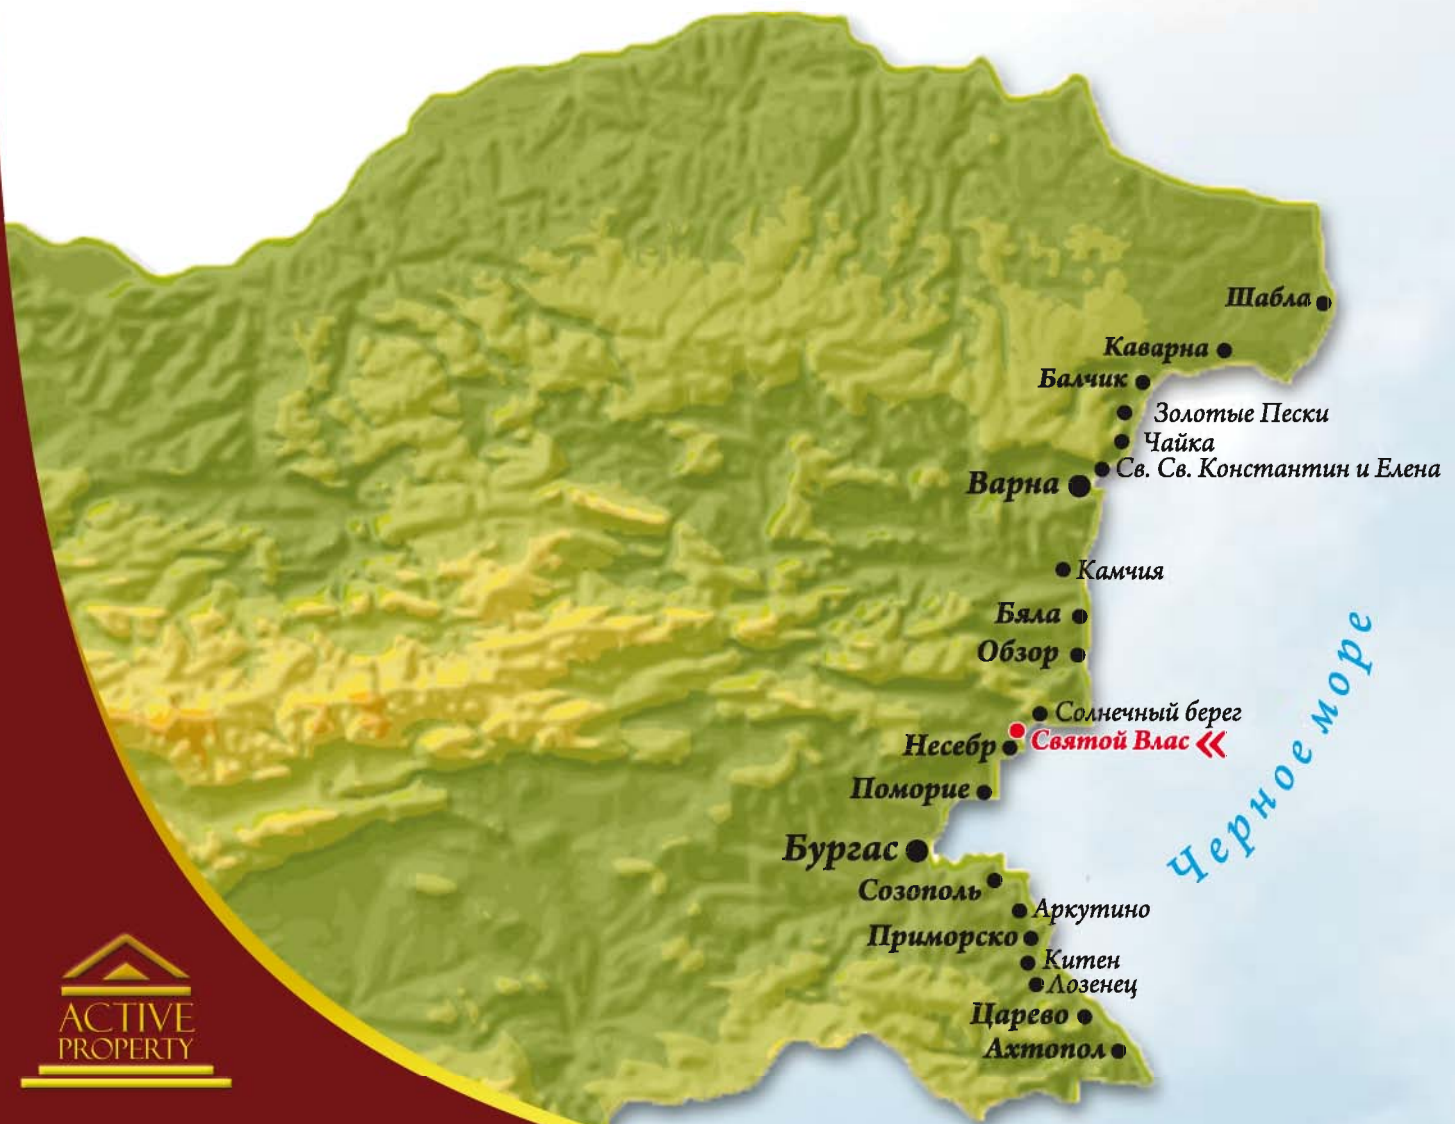 Шабла
Каварна
Балчик
Золотые Пески
Чайка
Св. Св. Константин и Елена
Варна
Камчия
Бяла
Обзор
Солнечный берег
Святой Влас «
Несебр
Поморие
Черное море
Бургас
Созополь
Аркутино
Приморско
Китен
Лозенец
Царево
Ахтопол
ACTIVE
PROPERTY